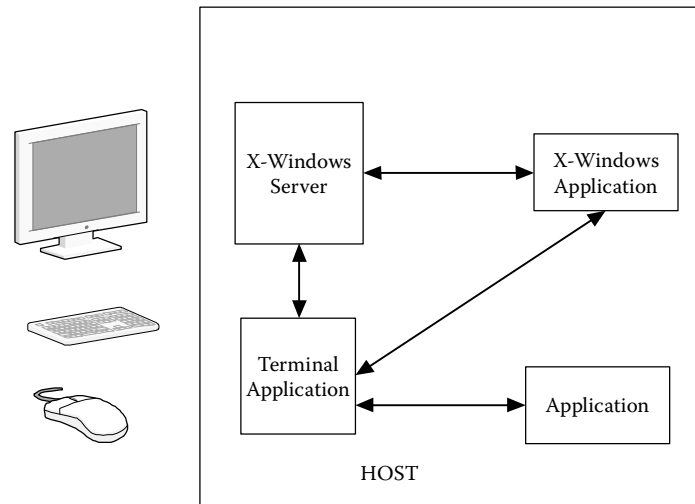 X-Windows
Server
X-Windows
Application
Terminal
Application
Application
HOST